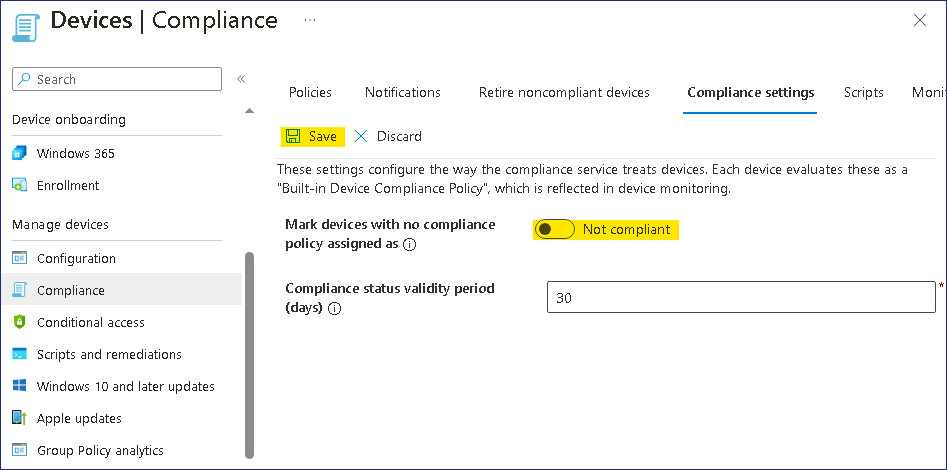 Devices | Compliance ...
Search
«
Device onboarding
Windows 365
Enrollment
Manage devices
Configuration
Compliance
Conditional access
Scripts and remediations
Windows 10 and later updates
Apple updates
Group Policy analytics
Policies Notifications Retire noncompliant devices Compliance settings Scripts Moni
Save Discard
These settings configure the way the compliance service treats devices. Each device evaluates these as a
"Built-in Device Compliance Policy", which is reflected in device monitoring.
Mark devices with no compliance
policy assigned as
Not compliant
Compliance status validity period
(days)
30
*